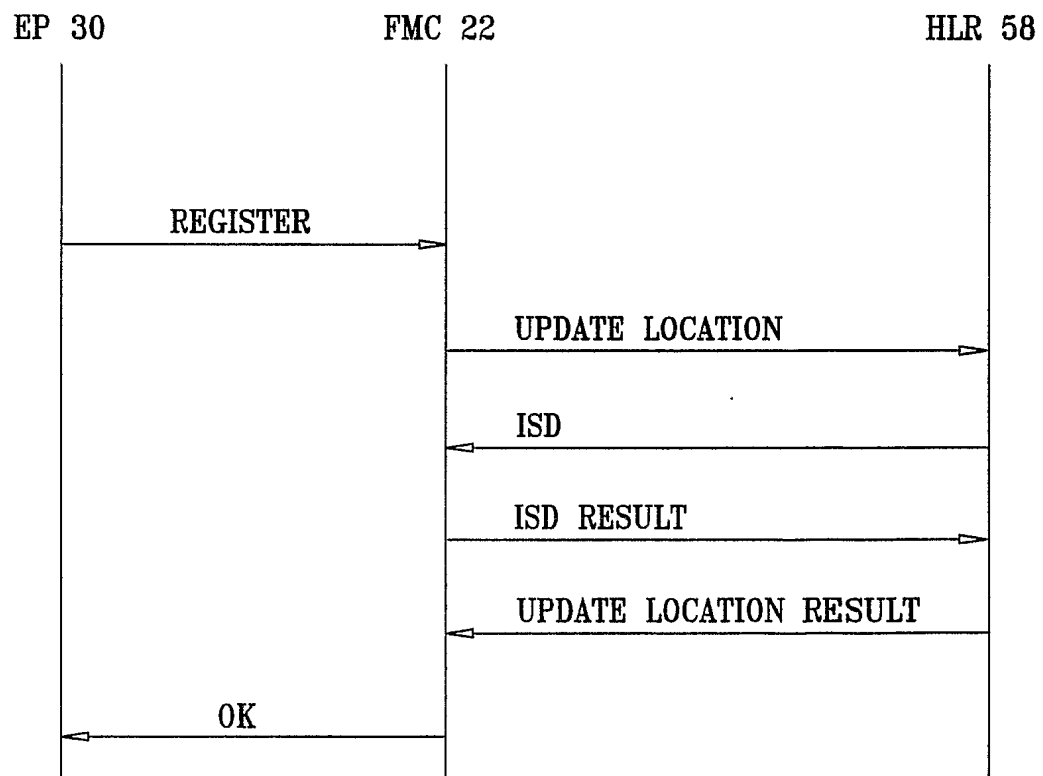 EP 30 FMC 22 HLR 58
REGISTER
UPDATE LOCATION
ISD
ISD RESULT
UPDATE LOCATION RESULT
OK